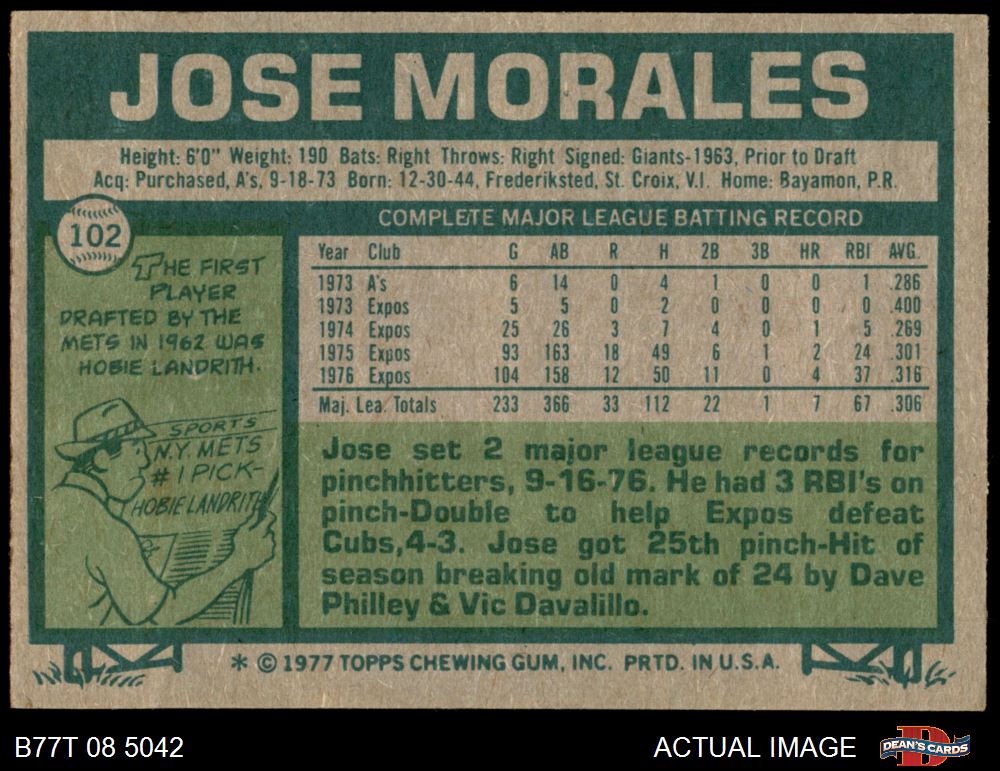 JOSE MORALES
Height: 6'0" Weight: 190 Bats: Right Throws: Right Signed: Giants-1963, Prior to Draft
Acq: Purchased, A's, 9-18-73 Born: 12-30-44, Frederiksted, St. Croix, V.I. Home: Bayamon, P.R.
102
THE FIRST
PLAYER
DRAFTED BY THE
METS IN 1962 WAS
HOBIE LANDRITH.
SPORTS
N.Y. METS
#1 PICK-
HOBIE LANDRITH
COMPLETE MAJOR LEAGUE BATTING RECORD
Year Club G AB R H 2B 3B HR RBI AVG.
1973 A's 6 14 0 4 1 0 0 1 .286
1973 Expos 5 5 0 2 0 0 0 0 .400
1974 Expos 25 26 3 7 4 0 1 5 .269
1975 Expos 93 163 18 49 6 1 2 24 .301
1976 Expos 104 158 12 50 11 0 4 37 .316
Maj. Lea. Totals 233 366 33 112 22 1 7 67 .306
Jose set 2 major league records for
pinchhitters, 9-16-76. He had 3 RBI's on
pinch-Double to help Expos defeat
Cubs,4-3. Jose got 25th pinch-Hit of
season breaking old mark of 24 by Dave
Philley & Vic Davalillo.
* © 1977 TOPPS CHEWING GUM, INC. PRTD. IN U.S.A.
B77T 08 5042
ACTUAL IMAGE
DEAN'S CARDS